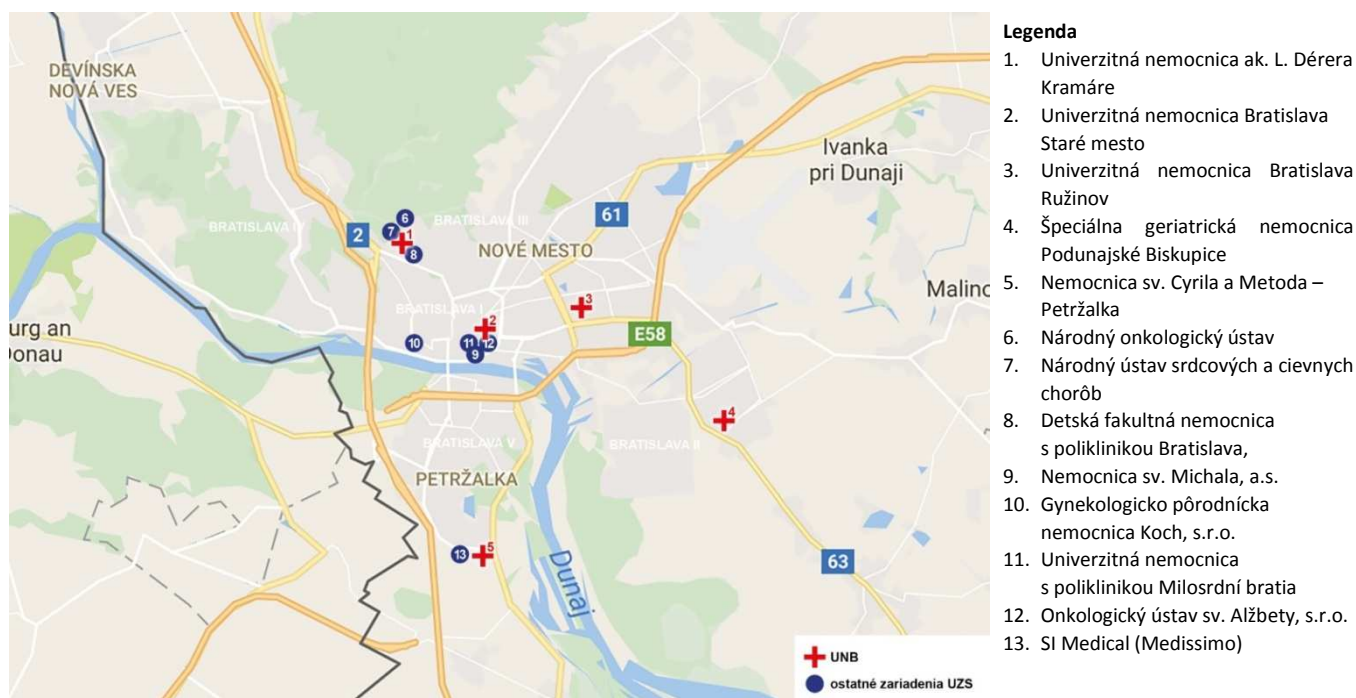 DEVÍNSKA
NOVÁ VES
Ivanka
pri Dunaji
BRATISLAVA IV
BRATISLAVA III
61
2
6
7
1
8
NOVÉ MESTO
Malinc
BRATISLAVA I
3
urg an
Donau
2
10
11
12
9
E58
4
BRATISLAVA V
BRATISLAVA II
PETRŽALKA
13
5
Dunaj
63
UNB
ostatné zariadenia UZS
Legenda
1. Univerzitná nemocnica ak. L. Dérera
Kramáre
2. Univerzitná nemocnica Bratislava
Staré mesto
3. Univerzitná nemocnica Bratislava
Ružinov
4. Špeciálna geriatrická nemocnica
Podunajské Biskupice
5. Nemocnica sv. Cyrila a Metoda –
Petržalka
6. Národný onkologický ústav
7. Národný ústav srdcových a cievnych
chorôb
8. Detská fakultná nemocnica
s poliklinikou Bratislava,
9. Nemocnica sv. Michala, a.s.
10. Gynekologicko pôrodnícka
nemocnica Koch, s.r.o.
11. Univerzitná nemocnica
s poliklinikou Milosrdní bratia
12. Onkologický ústav sv. Alžbety, s.r.o.
13. SI Medical (Medissimo)